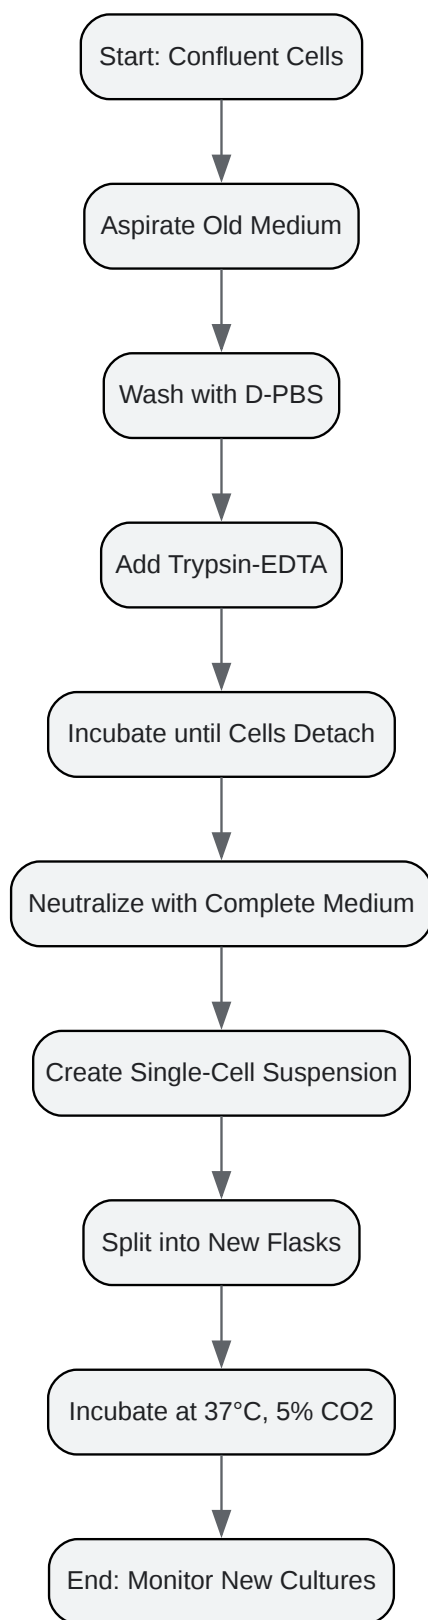 Start: Confluent Cells
Aspirate Old Medium
Wash with D-PBS
Add Trypsin-EDTA
Incubate until Cells Detach
Neutralize with Complete Medium
Create Single-Cell Suspension
Split into New Flasks
Incubate at 37°C, 5% CO2
End: Monitor New Cultures